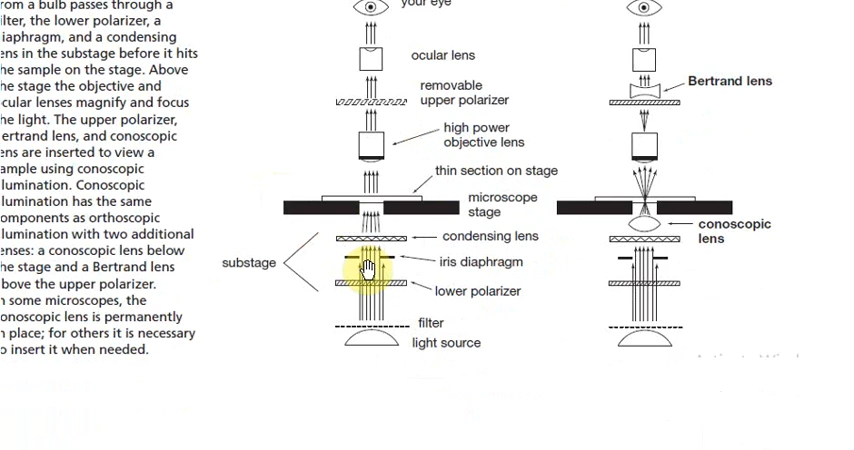 rom a bulb passes through a
ilter, the lower polarizer, a
iaphragm, and a condensing
ens in the substage before it hits
he sample on the stage. Above
he stage the objective and
cular lenses magnify and focus
he light. The upper polarizer,
ertrand lens, and conoscopic
ens are inserted to view a
ample using conoscopic
lumination. Conoscopic
lumination has the same
omponents as orthoscopic
lumination with two additional
enses: a conoscopic lens below
he stage and a Bertrand lens
bove the upper polarizer.
n some microscopes, the
onoscopic lens is permanently
n place; for others it is necessary
o insert it when needed.
your eye
ocular lens
removable
upper polarizer
high power
objective lens
thin section on stage
microscope
stage
condensing lens
substage
iris diaphragm
lower polarizer
filter
light source
Bertrand lens
conoscopic
lens